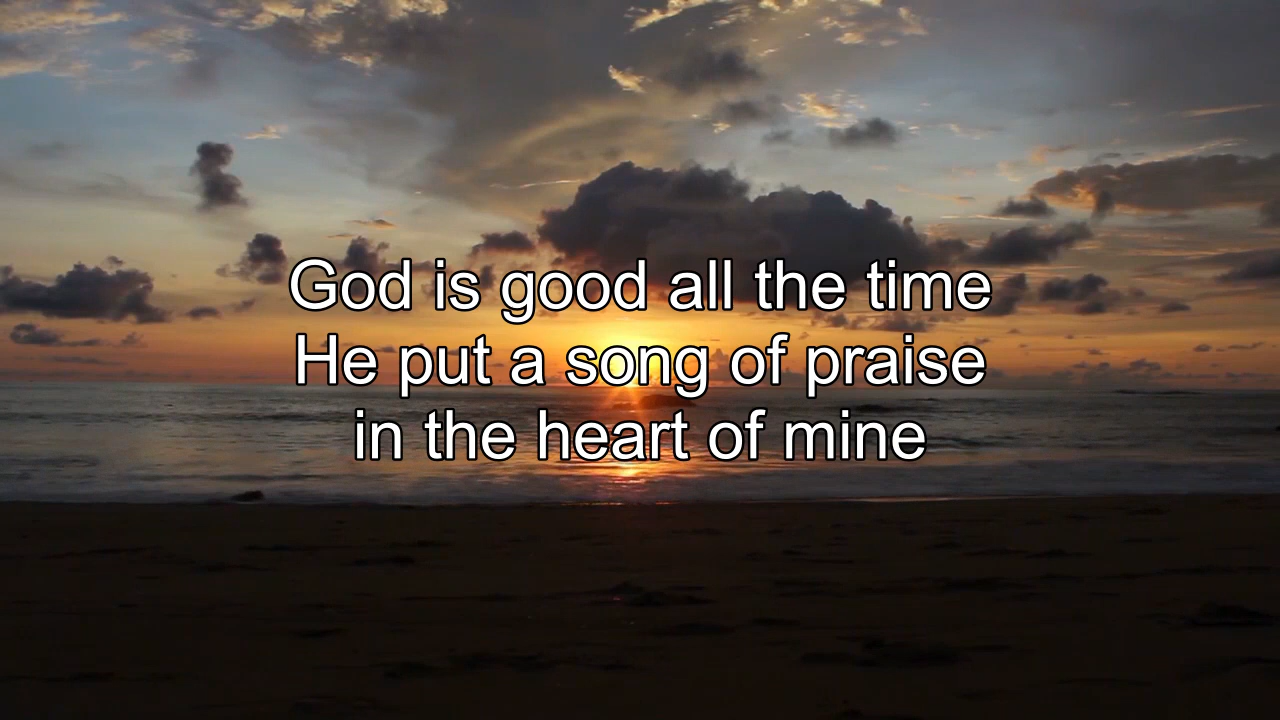 God is good all the time
He put a song of praise
in the heart of mine